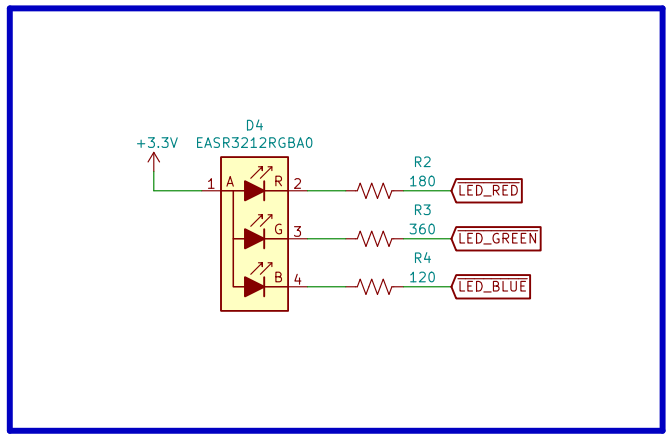 D4
+3.3V EASR3212RGBA0
R2
180
1 A R 2 LED_RED
R3
360
G 3 LED_GREEN
R4
120
B 4 LED_BLUE